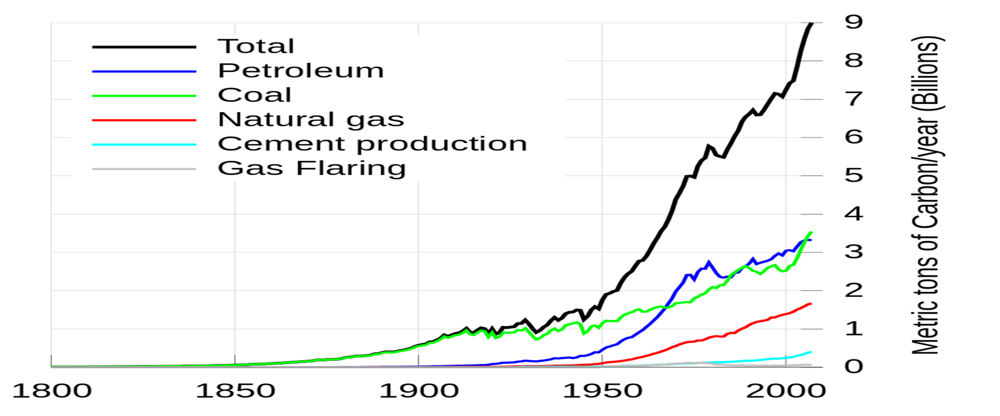 Total
Petroleum
Coal
Natural gas
Cement production
Gas Flaring
9
8
7
6
5
4
3
2
1
0
Metric tons of Carbon/year (Billions)
1800 1850 1900 1950 2000